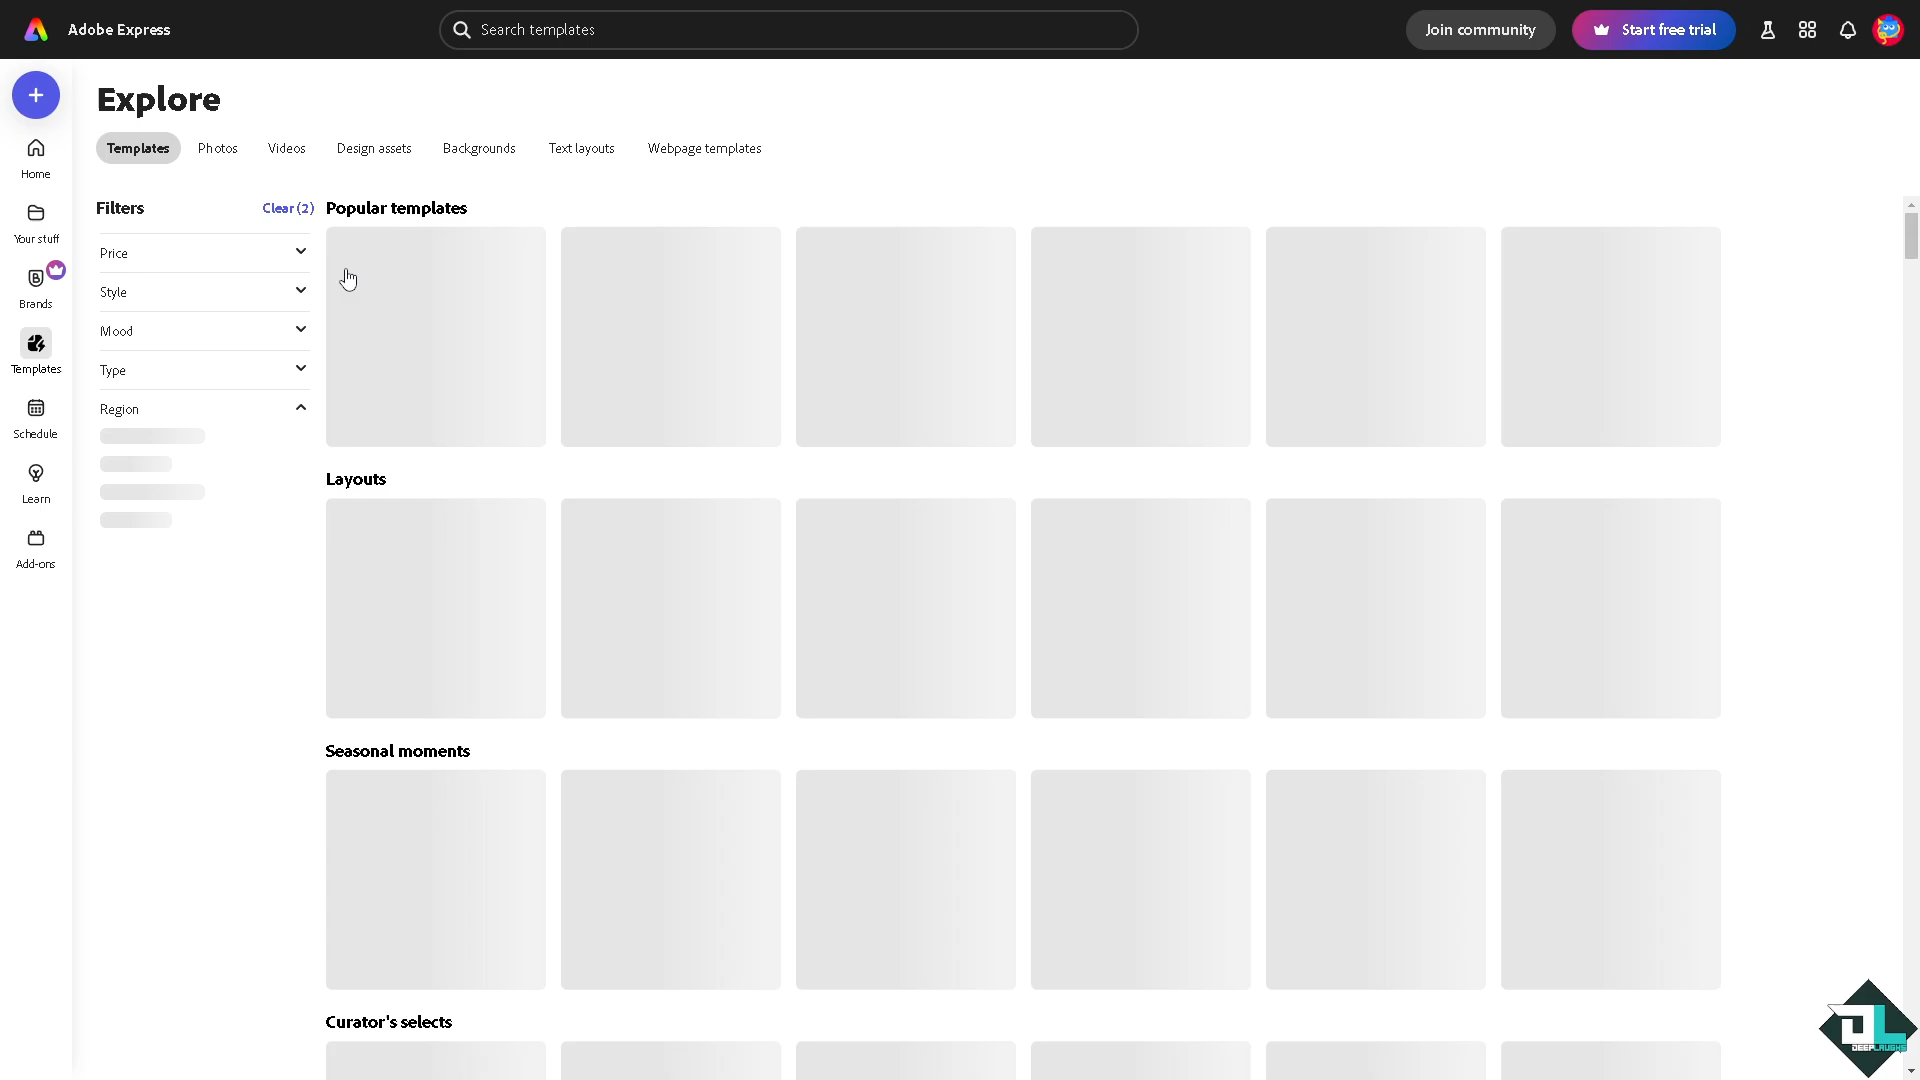 Adobe Express
Search templates
Join community
Start free trial
Explore
Templates
Photos
Videos
Design assets
Backgrounds
Text layouts
Webpage templates
Home
Your stuff
Brands
Templates
Schedule
Learn
Add-ons
Filters
Clear (2)
Price
Style
Mood
Type
Region
Popular templates
Layouts
Seasonal moments
Curator's selects
DL
DEEPLAUGHS